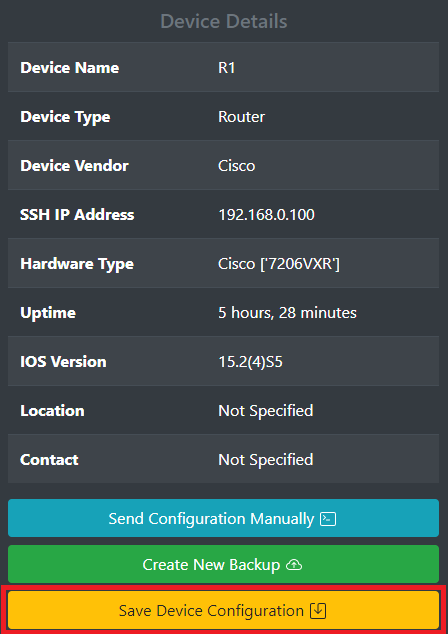 Device Details
Device Name R1
Device Type Router
Device Vendor Cisco
SSH IP Address 192.168.0.100
Hardware Type Cisco ['7206VXR']
Uptime 5 hours, 28 minutes
IOS Version 15.2(4)S5
Location Not Specified
Contact Not Specified
Send Configuration Manually
Create New Backup
Save Device Configuration